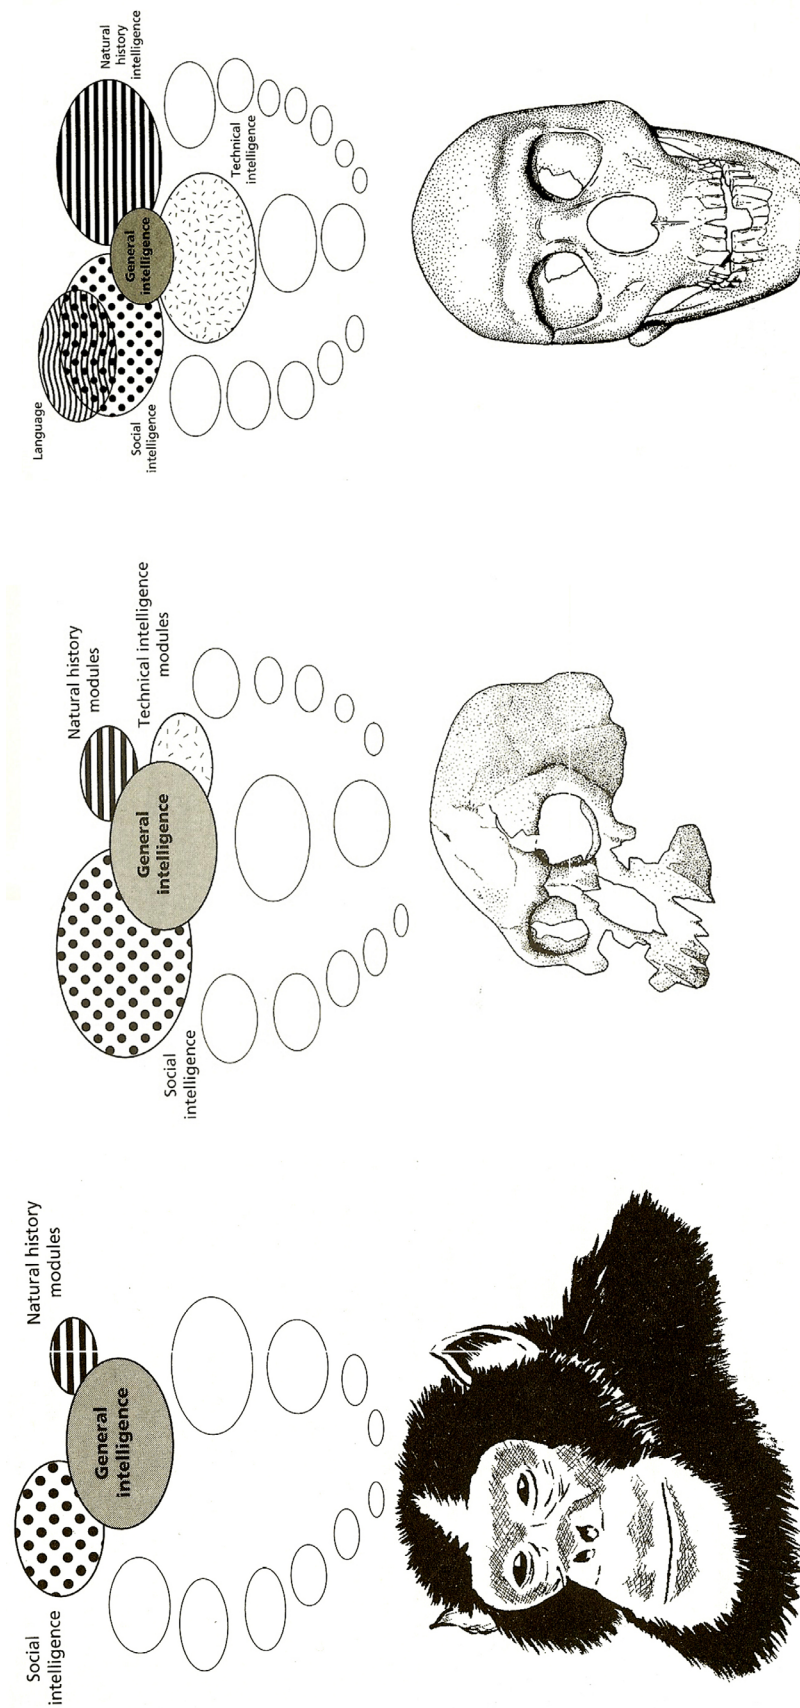 Social
intelligence
General
intelligence
Natural history
modules
Social
intelligence
General
intelligence
Natural history
modules
Technical intelligence
modules
Language
Social
intelligence
General
intelligence
Natural
history
intelligence
Technical
intelligence